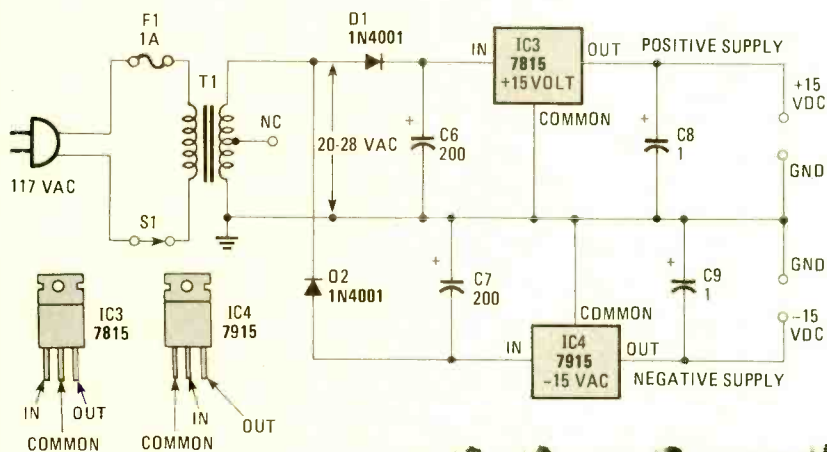 F1
1A
T1
117 VAC
S1
NC
20-28 VAC
D1
1N4001
+
C6
200
IN
IC3
7815
+15 VOLT
OUT
COMMON
POSITIVE SUPPLY
+
C8
1
+15
VDC
GND
D2
1N4001
+
C7
200
COMMON
IN
IC4
7915
-15 VAC
OUT
+
C9
1
GND
-15
VDC
NEGATIVE SUPPLY
IC3
7815
IN
OUT
COMMON
IC4
7915
IN
OUT
COMMON